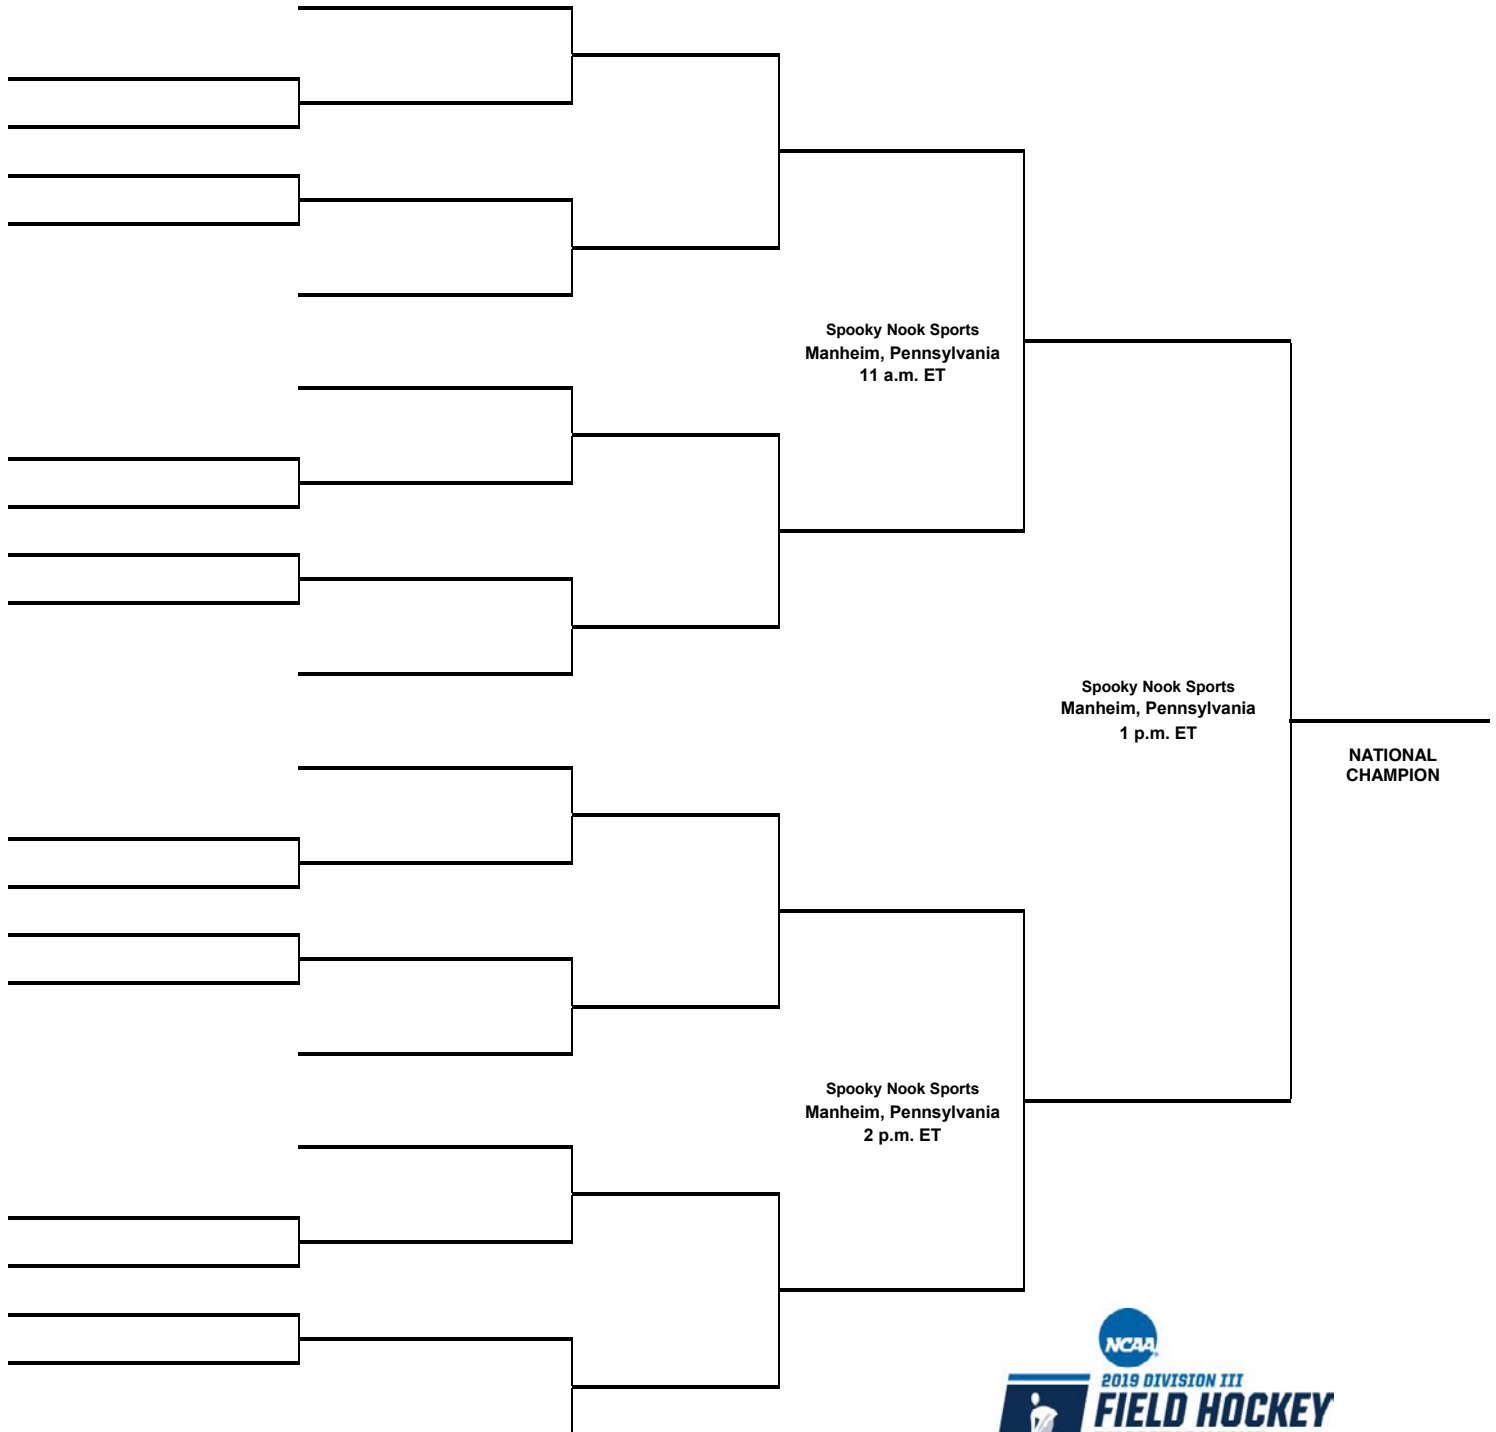 Spooky Nook Sports
Manheim, Pennsylvania
11 a.m. ET
Spooky Nook Sports
Manheim, Pennsylvania
1 p.m. ET
NATIONAL
CHAMPION
Spooky Nook Sports
Manheim, Pennsylvania
2 p.m. ET
NCAA
2019 DIVISION III
FIELD HOCKEY